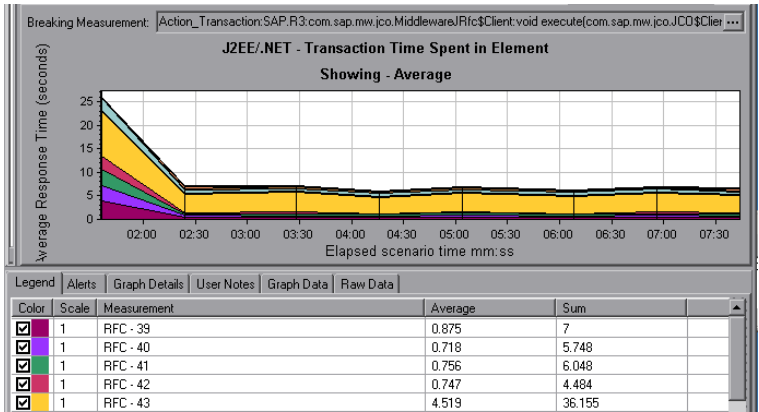 Breaking Measurement: Action_Transaction:SAP.R3:com.sap.mw.jco.MiddlewareJRfc$Client:void execute(com.sap.mw.jco.JCO$Clier ...
J2EE/.NET - Transaction Time Spent in Element
Showing - Average
Average Response Time (seconds)
25
20
15
10
5
0
02:00 02:30 03:00 03:30 04:00 04:30 05:00 05:30 06:00 06:30 07:00 07:30
Elapsed scenario time mm:ss
Legend Alerts Graph Details User Notes Graph Data Raw Data
Color Scale Measurement Average Sum
1 RFC - 39 0.875 7
1 RFC - 40 0.718 5.748
1 RFC - 41 0.756 6.048
1 RFC - 42 0.747 4.484
1 RFC - 43 4.519 36.155